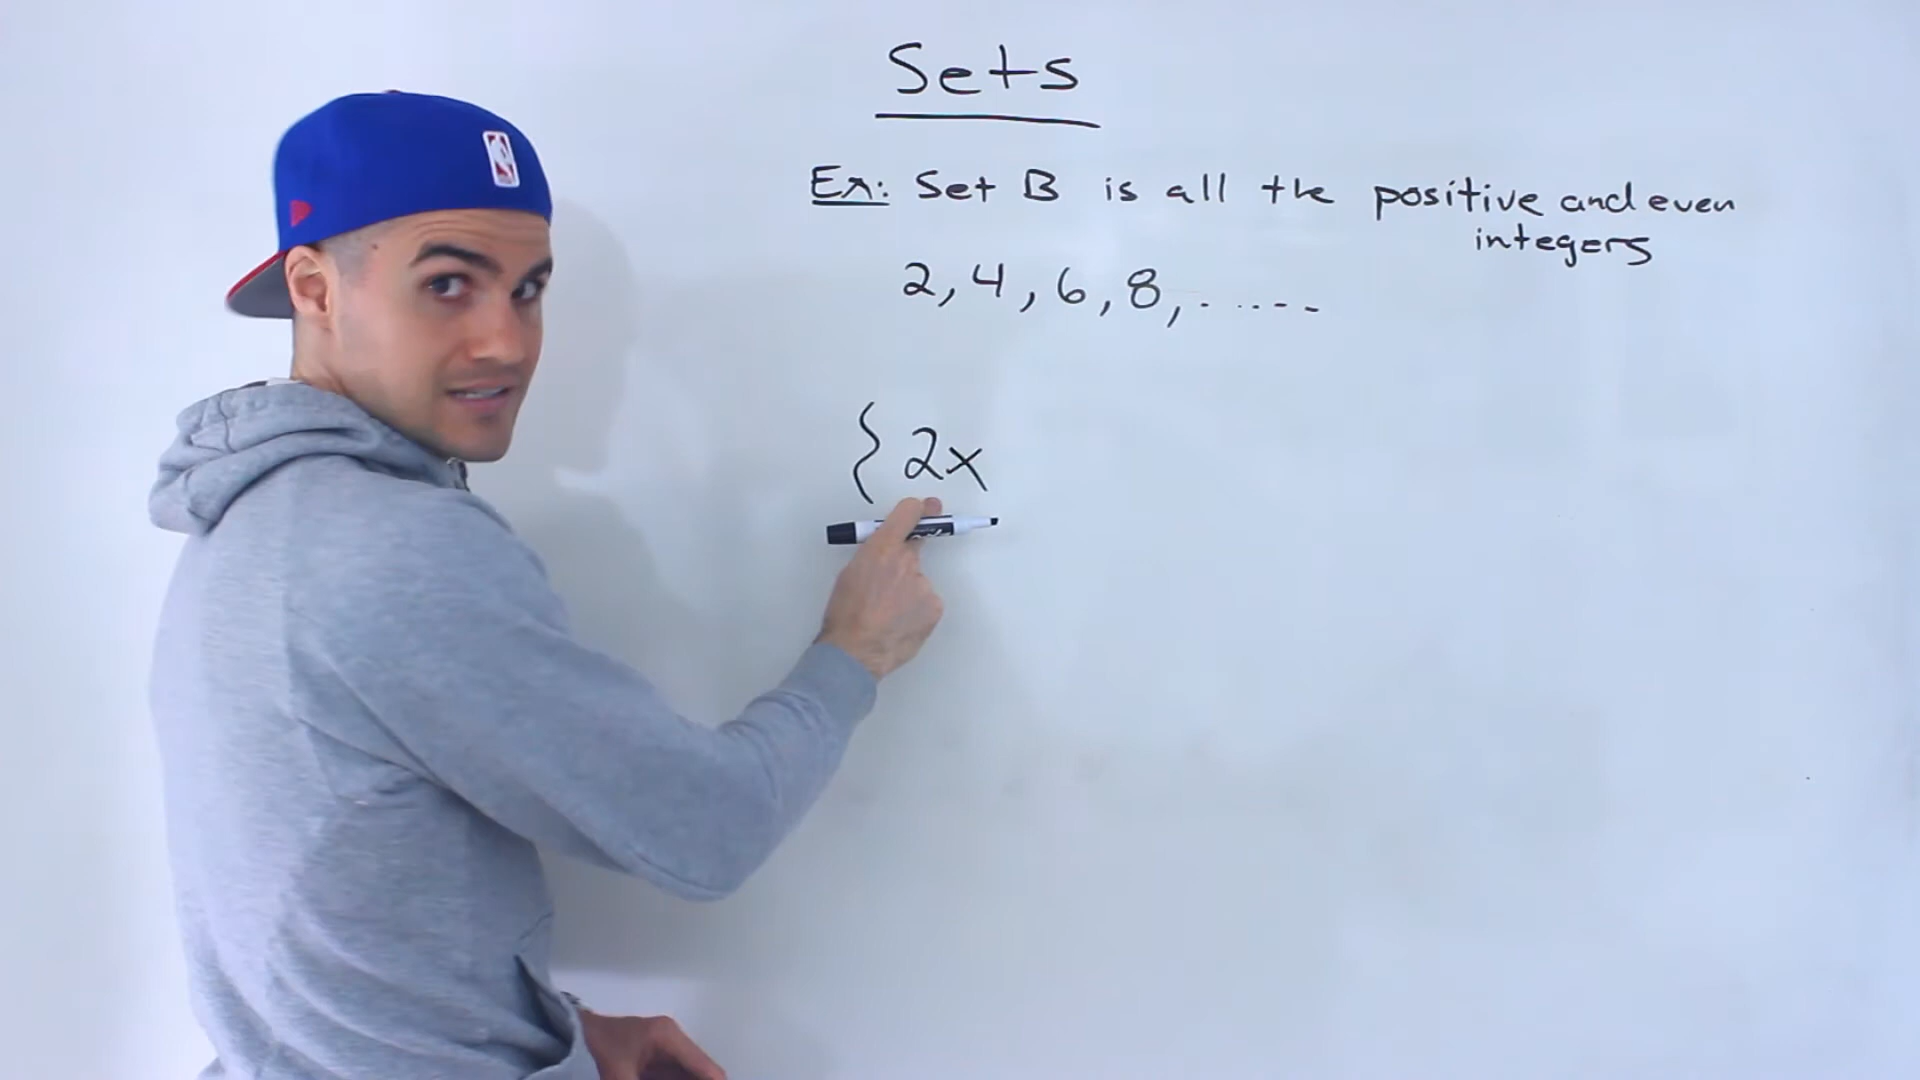 Sets
Ex: Set B is all the positive and even
integers
2, 4, 6, 8, ......
{ 2x